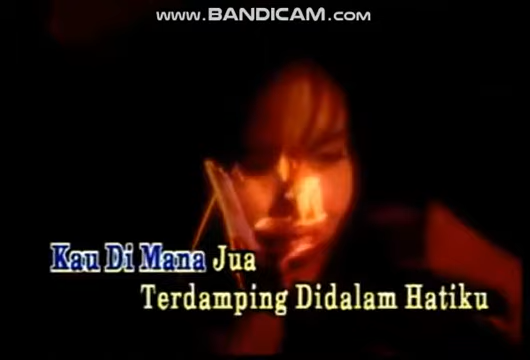 www.BANDICAM.com
Kau Di Mana Jua
Terdamping Didalam Hatiku